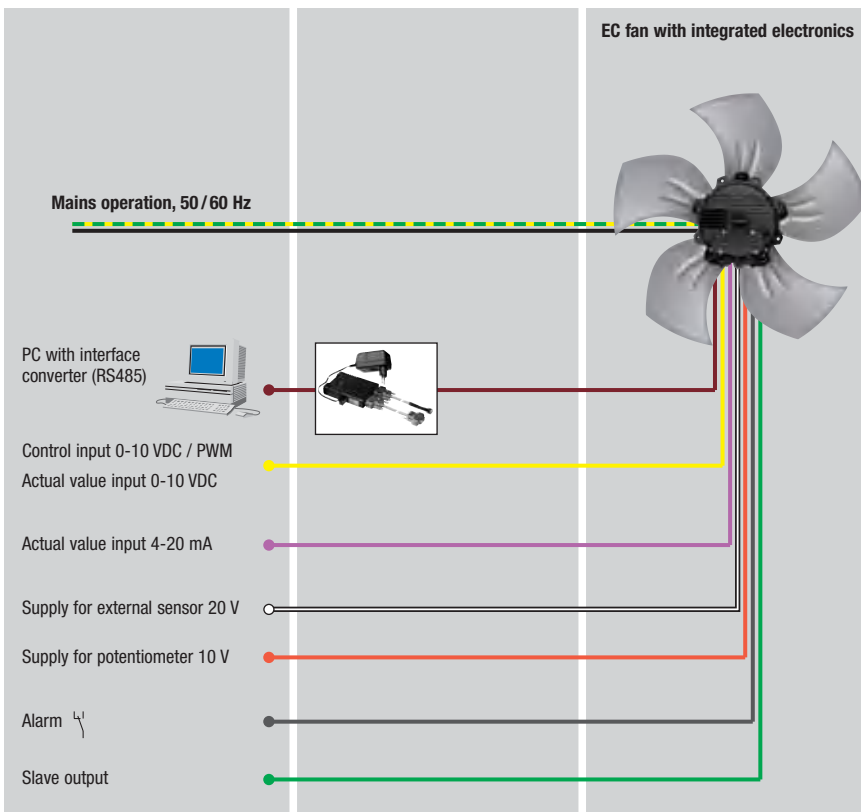 EC fan with integrated electronics
Mains operation, 50 / 60 Hz
PC with interface
converter (RS485)
Control input 0-10 VDC / PWM
Actual value input 0-10 VDC
Actual value input 4-20 mA
Supply for external sensor 20 V
Supply for potentiometer 10 V
Alarm
Slave output